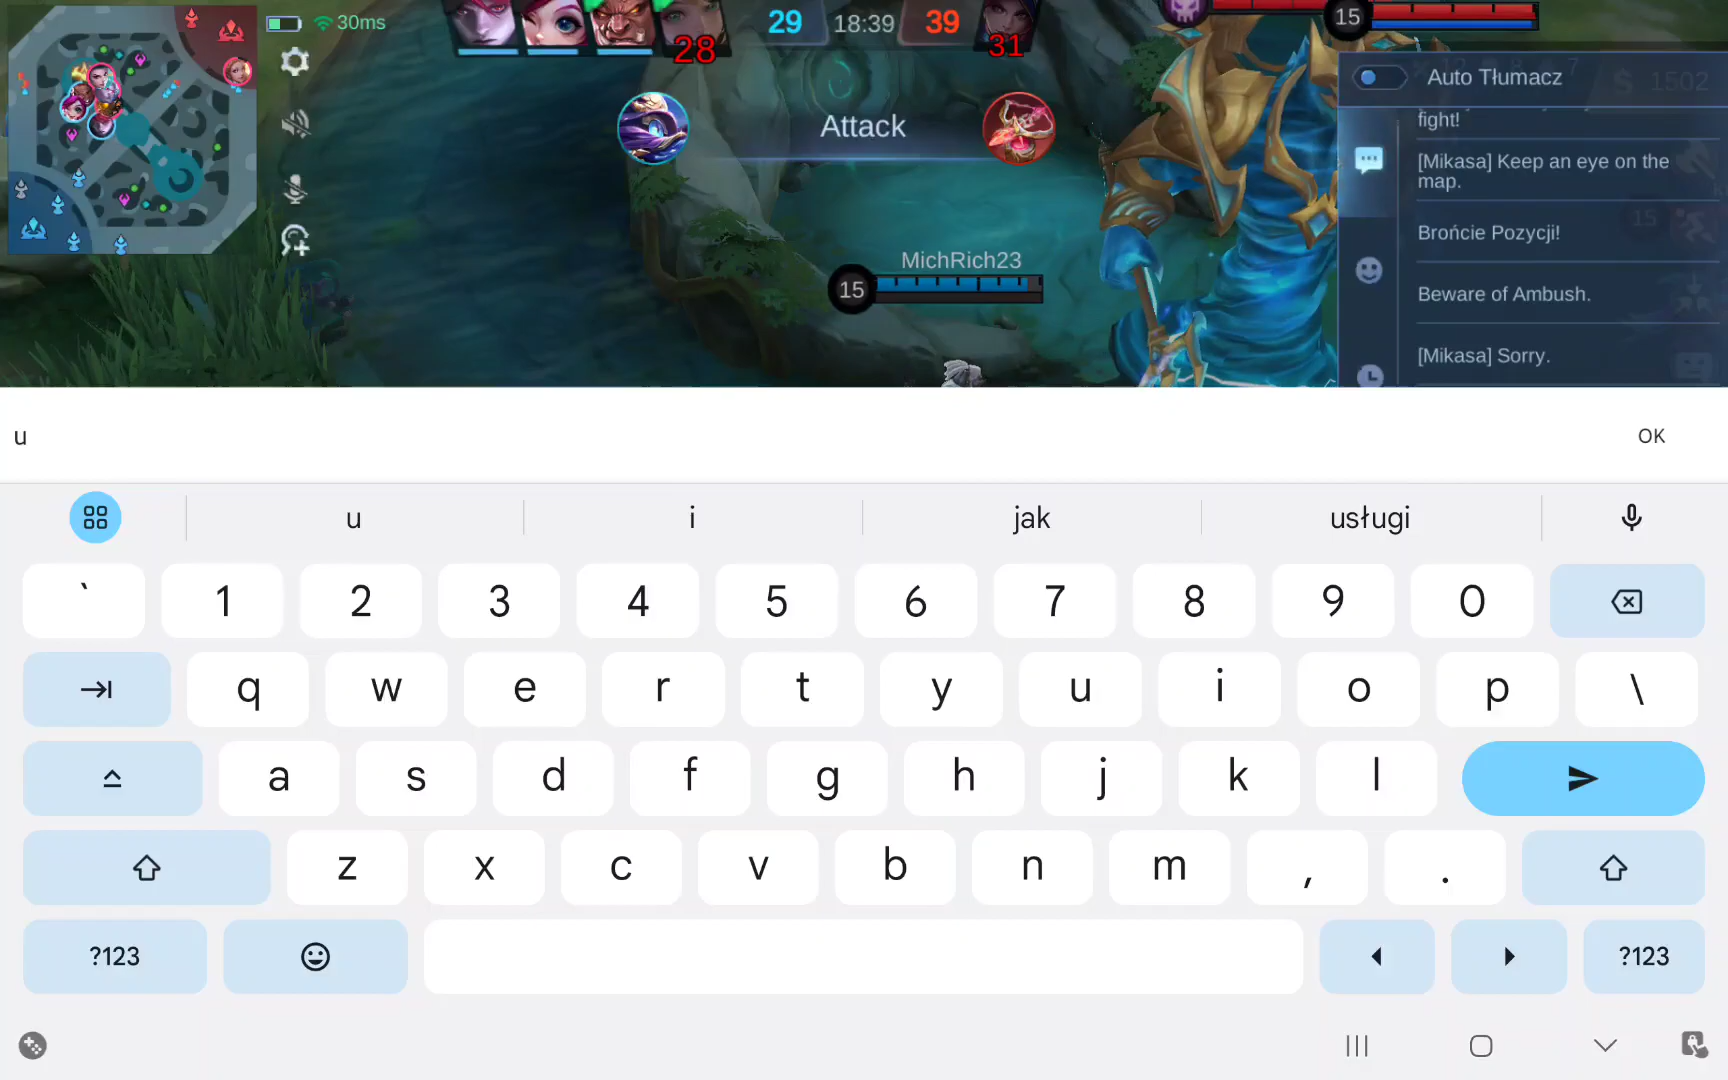 30ms
28
29
18:39
39
31
15
Auto Tłumacz
1502
fight!
[Mikasa] Keep an eye on the
map.
Brońcie Pozycji!
Beware of Ambush.
[Mikasa] Sorry.
Attack
MichRich23
15
15
u
OK
u
i
jak
usługi
` 1 2 3 4 5 6 7 8 9 0
q w e r t y u i o p \
a s d f g h j k l
z x c v b n m , .
?123
?123